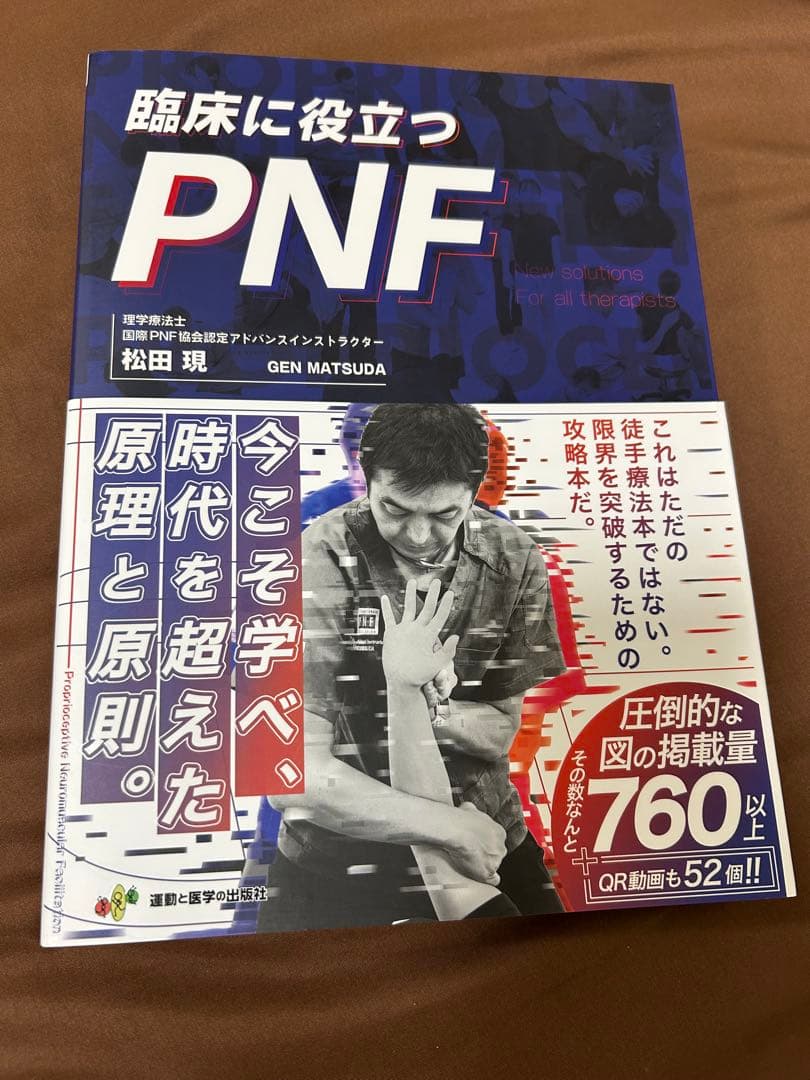 臨床に役立つ
PNF
New solutions
For all therapists
理学療法士
国際PNF協会認定アドバンスインストラクター
松田 現 GEN MATSUDA
これはただの
徒手療法本ではない。
限界を突破するための
攻略本だ。
今こそ学べ、
時代を超えた
原理と原則。
圧倒的な
図の掲載量
その数なんと
760以上
+
QR動画も52個!!
Proprioceptive Neuromuscular Facilitation
運動と医学の出版社